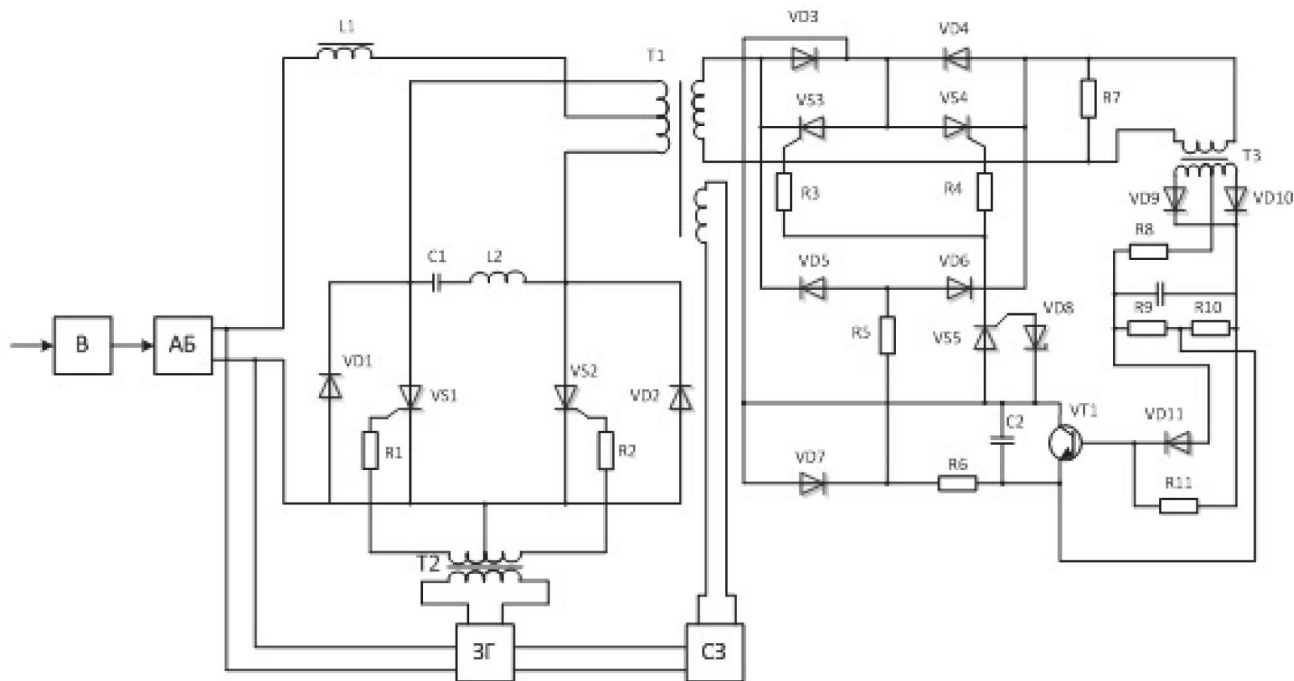 L1
T1
VD3
VD4
VS3
VS4
R7
T3
R3
R4
VD9
VD10
R8
C1
L2
VD5
VD6
R9
R10
В
АБ
VD1
VS1
VS2
VD2
R5
VS5
VD8
R1
R2
C2
VT1
VD11
VD7
R6
R11
T2
ЗГ
СЗ